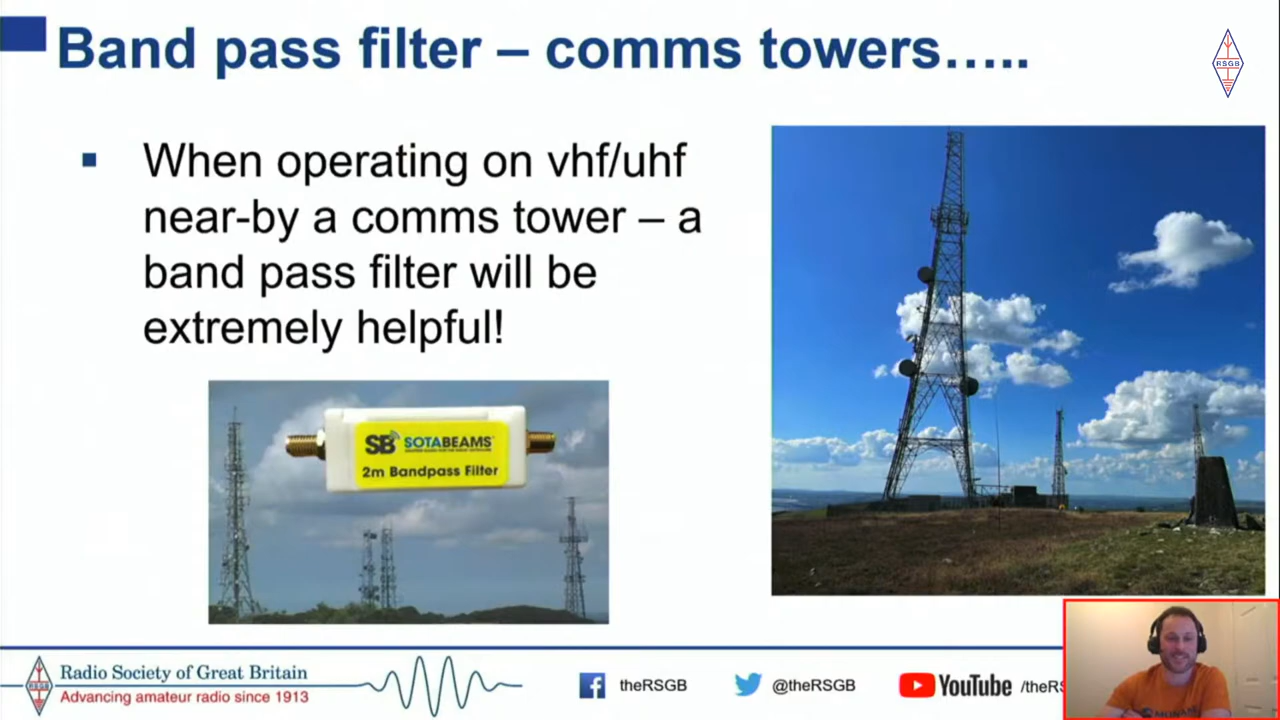 Band pass filter – comms towers.....
RSGB
When operating on vhf/uhf
near-by a comms tower – a
band pass filter will be
extremely helpful!
SB SOTABEAMS
2m Bandpass Filter
Radio Society of Great Britain
Advancing amateur radio since 1913
RSGB
theRSGB
@theRSGB
YouTube /theRS